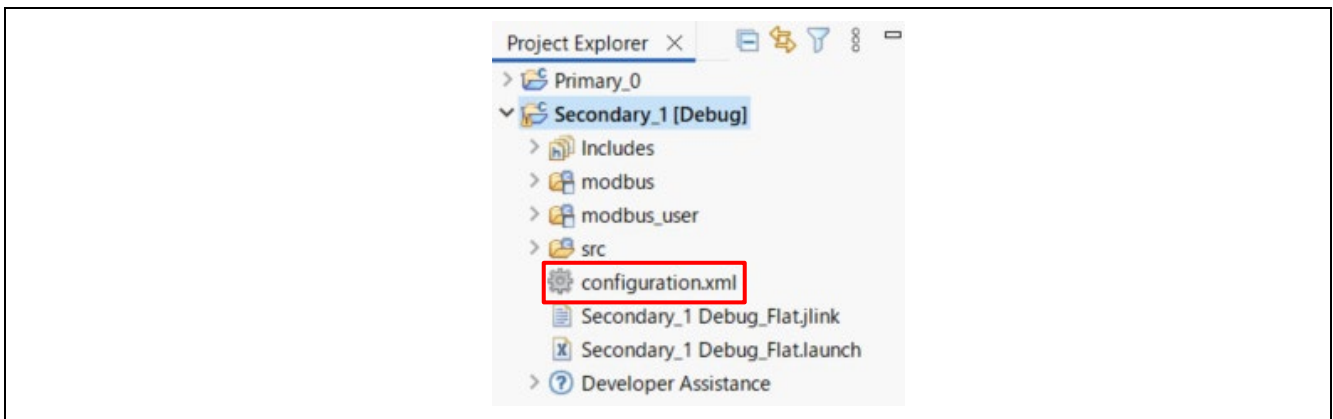 Project Explorer
Primary_0
Secondary_1 [Debug]
Includes
modbus
modbus_user
src
configuration.xml
Secondary_1 Debug_Flat.jlink
Secondary_1 Debug_Flat.launch
Developer Assistance